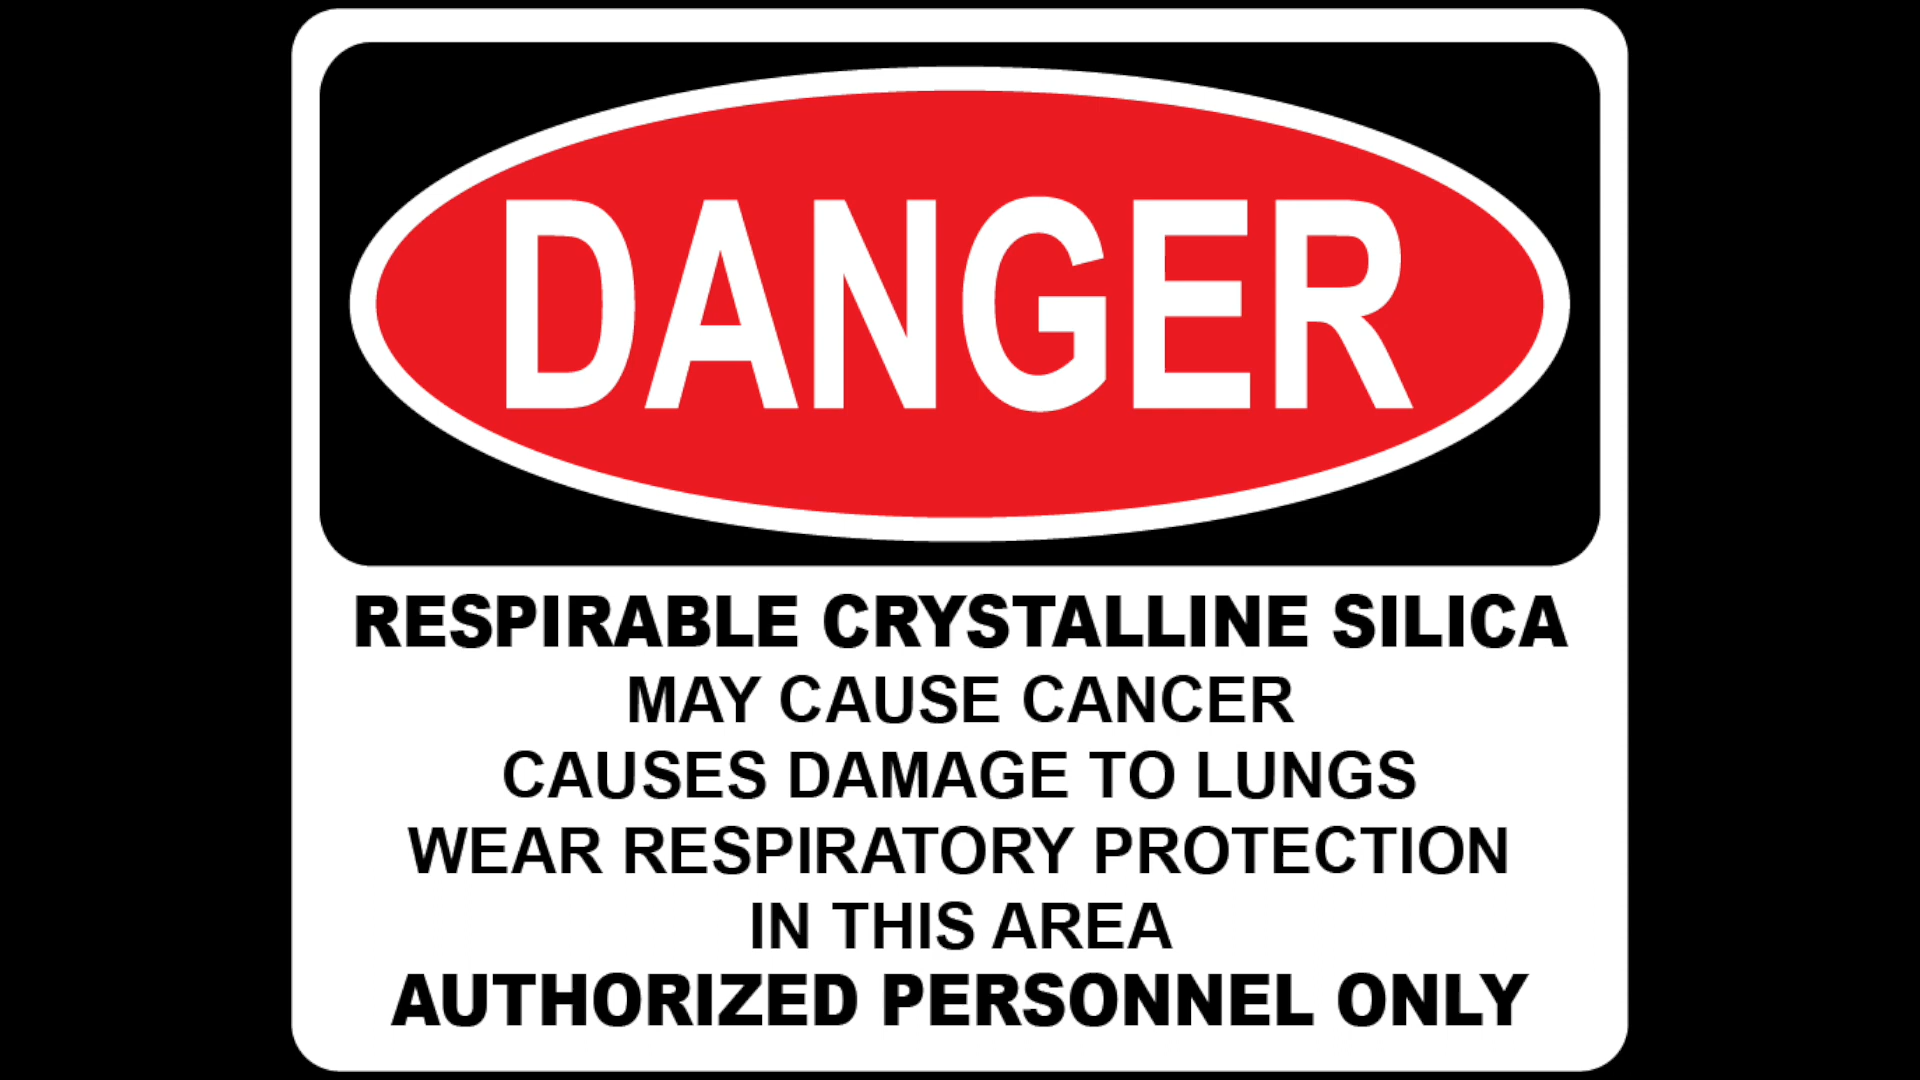 DANGER
RESPIRABLE CRYSTALLINE SILICA
MAY CAUSE CANCER
CAUSES DAMAGE TO LUNGS
WEAR RESPIRATORY PROTECTION
IN THIS AREA
AUTHORIZED PERSONNEL ONLY